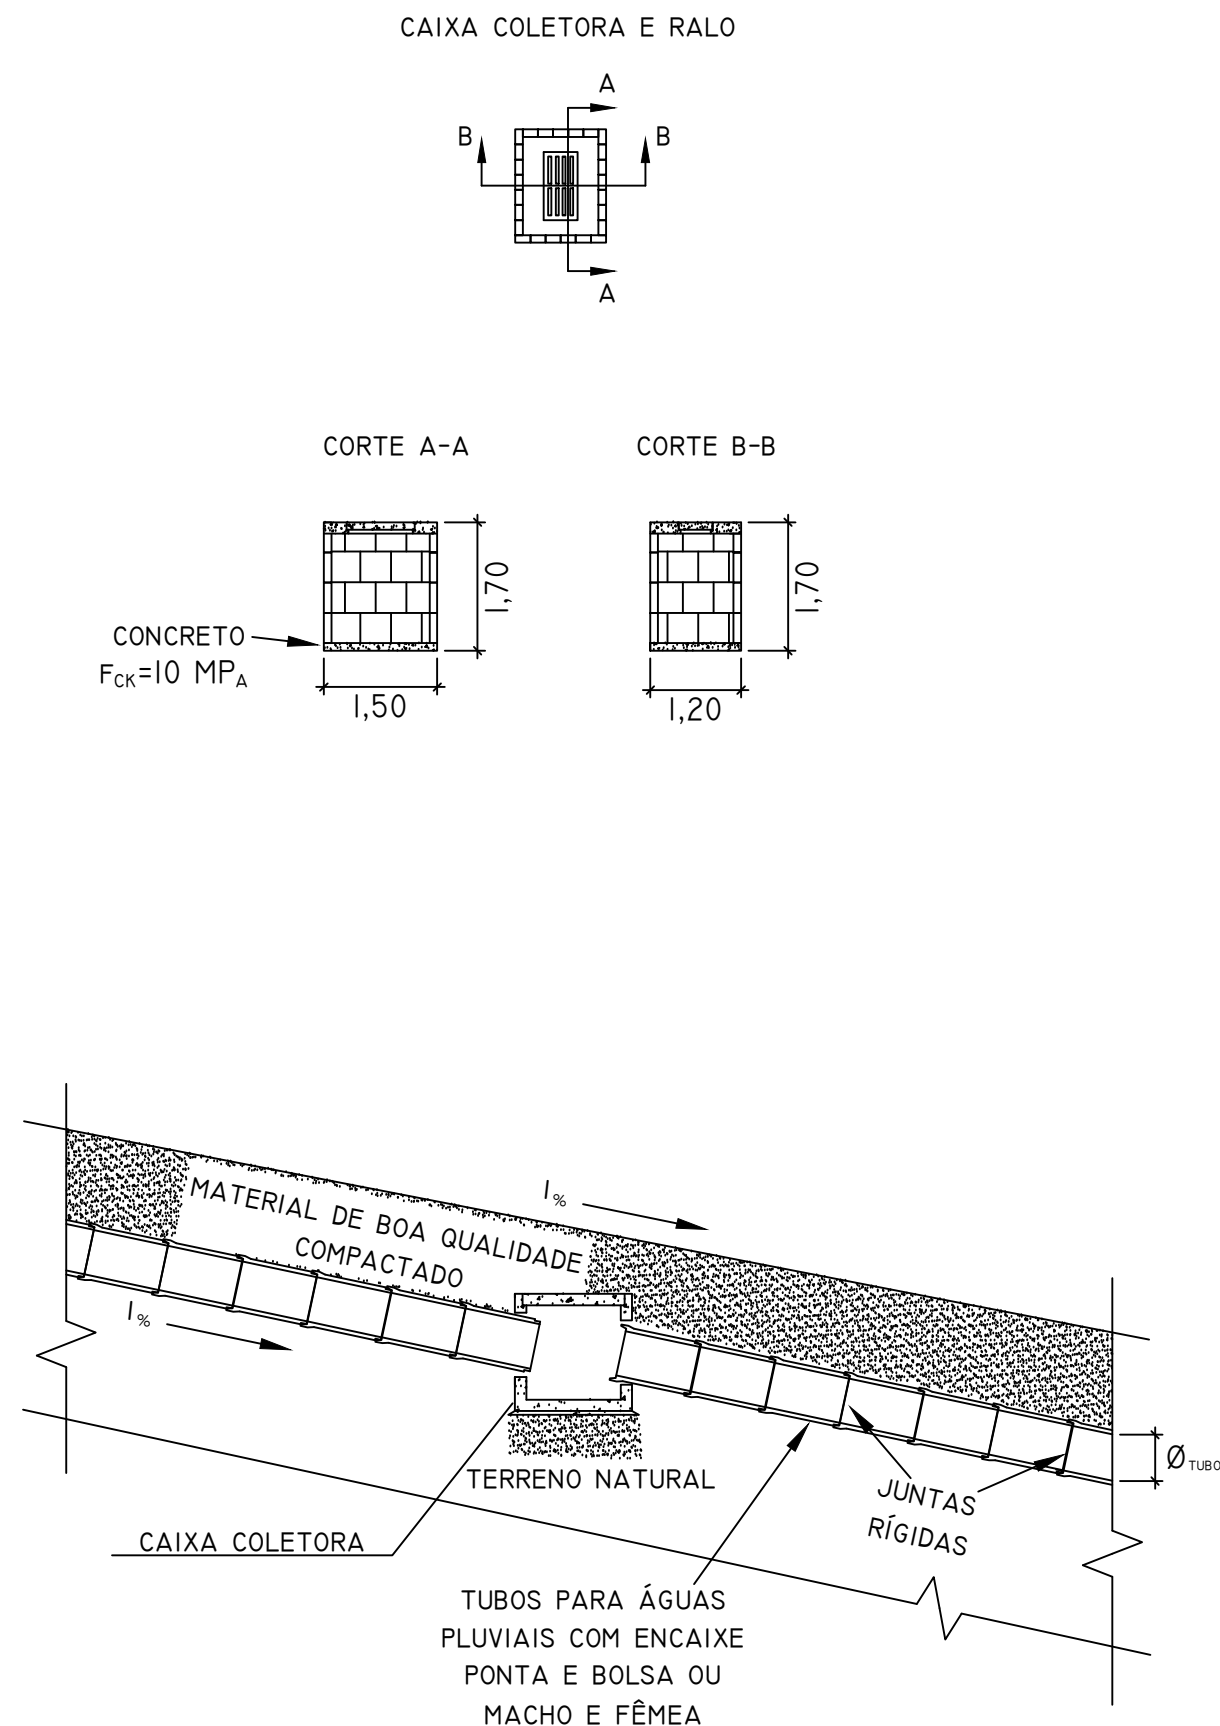 CAIXA COLETORA E RALO
A
B B
A
CORTE A-A CORTE B-B
1,70 1,70
CONCRETO
FCK=10 MPA
1,50 1,20
I%
MATERIAL DE BOA QUALIDADE
COMPACTADO
I%
Ø TUBO
TERRENO NATURAL
JUNTAS
RÍGIDAS
CAIXA COLETORA
TUBOS PARA ÁGUAS
PLUVIAIS COM ENCAIXE
PONTA E BOLSA OU
MACHO E FÊMEA